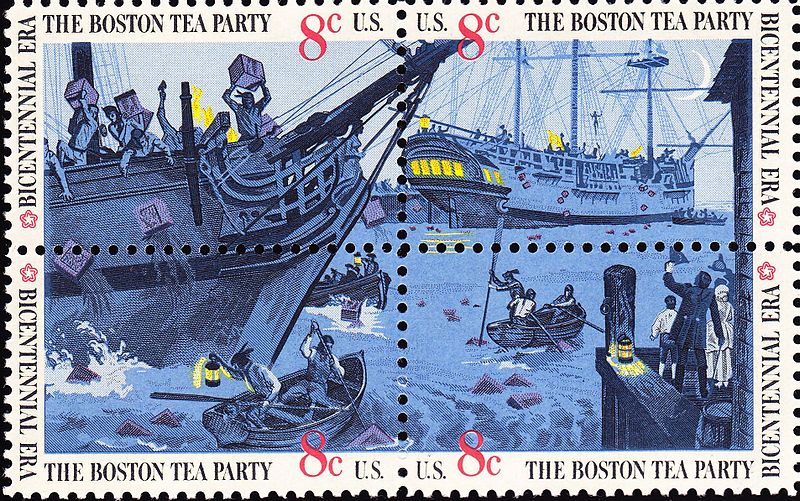 THE BOSTON TEA PARTY 8c U.S.
BICENTENNIAL ERA
U.S. 8c THE BOSTON TEA PARTY
BICENTENNIAL ERA
BICENTENNIAL ERA
THE BOSTON TEA PARTY 8c U.S.
BICENTENNIAL ERA
U.S. 8c THE BOSTON TEA PARTY